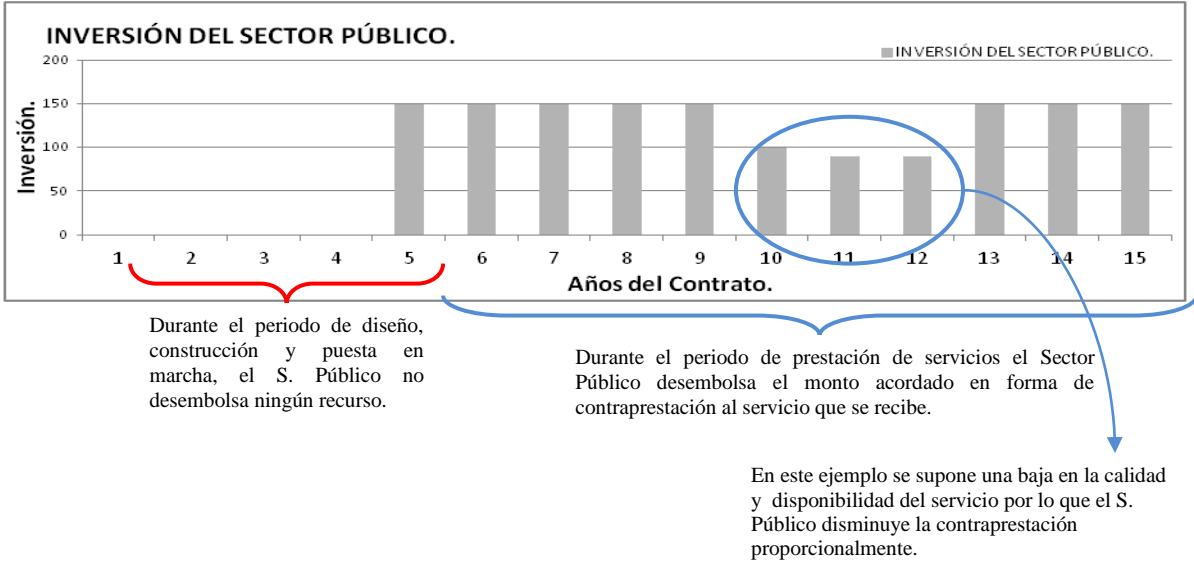 INVERSIÓN DEL SECTOR PÚBLICO.
INVERSIÓN DEL SECTOR PÚBLICO.
200
150
100
50
0
Inversión.
1 2 3 4 5 6 7 8 9 10 11 12 13 14 15
Años del Contrato.
Durante el periodo de diseño,
construcción y puesta en
marcha, el S. Público no
desembolsa ningún recurso.
Durante el periodo de prestación de servicios el Sector
Público desembolsa el monto acordado en forma de
contraprestación al servicio que se recibe.
En este ejemplo se supone una baja en la calidad
y disponibilidad del servicio por lo que el S.
Público disminuye la contraprestación
proporcionalmente.